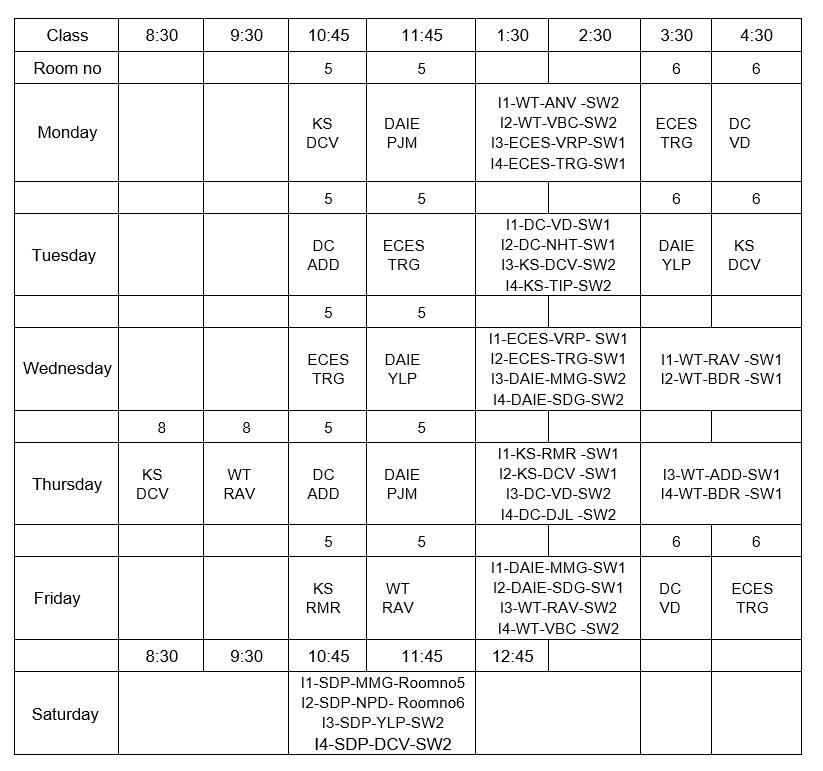 Class 8:30 9:30 10:45 11:45 1:30 2:30 3:30 4:30
Room no 5 5 6 6
Monday
KS
DCV
DAIE
PJM
I1-WT-ANV -SW2
I2-WT-VBC-SW2
I3-ECES-VRP-SW1
I4-ECES-TRG-SW1
ECES
TRG
DC
VD
5 5 6 6
Tuesday
DC
ADD
ECES
TRG
I1-DC-VD-SW1
I2-DC-NHT-SW1
I3-KS-DCV-SW2
I4-KS-TIP-SW2
DAIE
YLP
KS
DCV
5 5
Wednesday
ECES
TRG
DAIE
YLP
I1-ECES-VRP- SW1
I2-ECES-TRG-SW1
I3-DAIE-MMG-SW2
I4-DAIE-SDG-SW2
I1-WT-RAV -SW1
I2-WT-BDR -SW1
8 8 5 5
Thursday
KS
DCV
WT
RAV
DC
ADD
DAIE
PJM
I1-KS-RMR -SW1
I2-KS-DCV -SW1
I3-DC-VD-SW2
I4-DC-DJL -SW2
I3-WT-ADD-SW1
I4-WT-BDR -SW1
5 5 6 6
Friday
KS
RMR
WT
RAV
I1-DAIE-MMG-SW1
I2-DAIE-SDG-SW1
I3-WT-RAV-SW2
I4-WT-VBC -SW2
DC
VD
ECES
TRG
8:30 9:30 10:45 11:45 12:45
Saturday
I1-SDP-MMG-Roomno5
I2-SDP-NPD- Roomno6
I3-SDP-YLP-SW2
I4-SDP-DCV-SW2